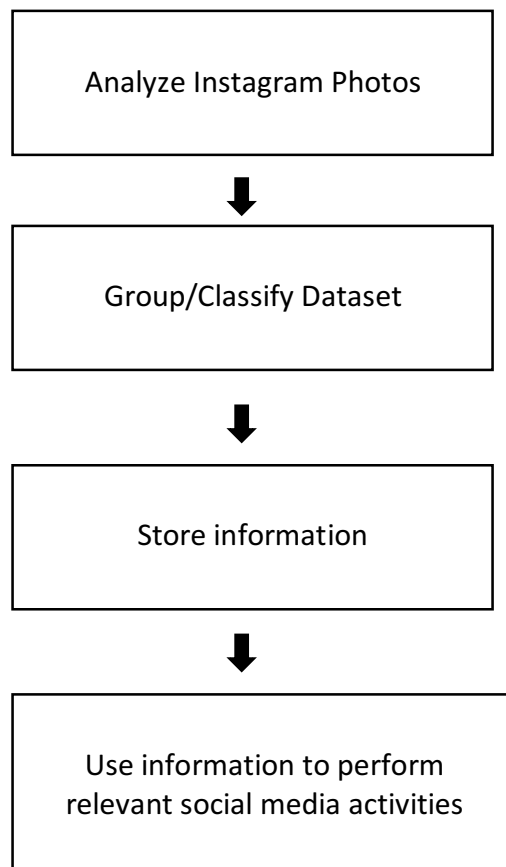 Analyze Instagram Photos
Group/Classify Dataset
Store information
Use information to perform
relevant social media activities